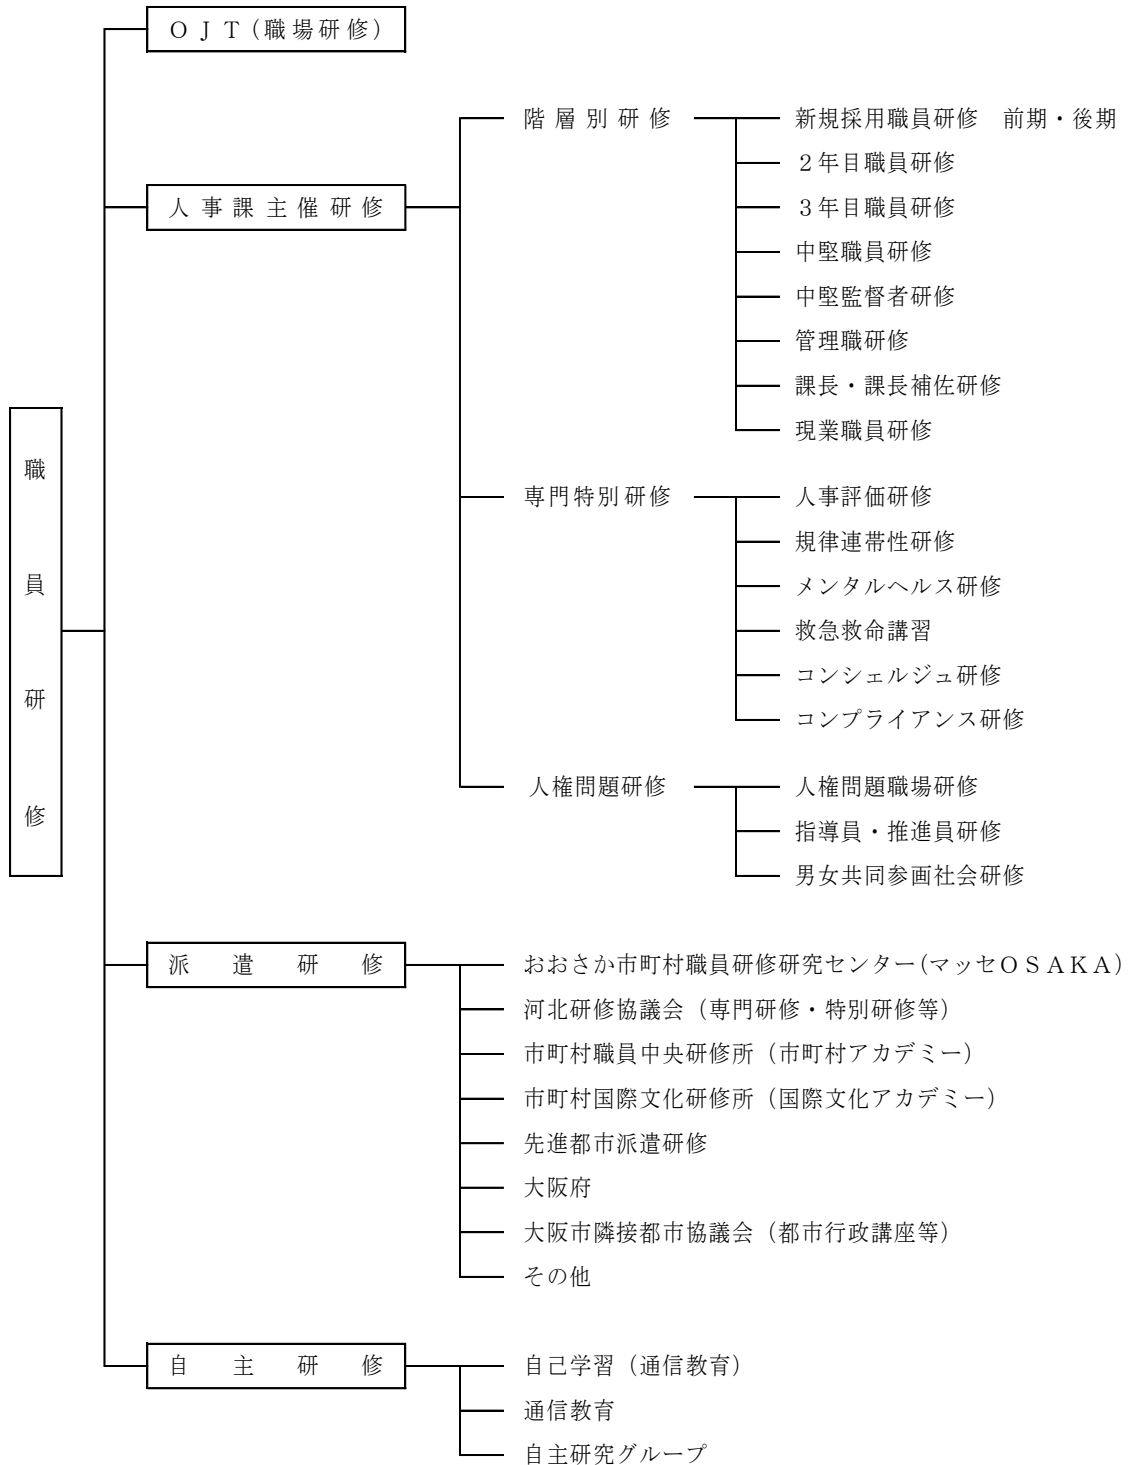 ＯＪＴ（職場研修）
階層別研修
新規採用職員研修　前期・後期
２年目職員研修
人事課主催研修
３年目職員研修
中堅職員研修
中堅監督者研修
管理職研修
課長・課長補佐研修
現業職員研修
職員研修
専門特別研修
人事評価研修
規律連帯性研修
メンタルヘルス研修
救急救命講習
コンシェルジュ研修
コンプライアンス研修
人権問題研修
人権問題職場研修
指導員・推進員研修
男女共同参画社会研修
派遣研修
おおさか市町村職員研修研究センター（マッセＯＳＡＫＡ）
河北研修協議会（専門研修・特別研修等）
市町村職員中央研修所（市町村アカデミー）
市町村国際文化研修所（国際文化アカデミー）
先進都市派遣研修
大阪府
大阪市隣接都市協議会（都市行政講座等）
その他
自主研修
自己学習（通信教育）
通信教育
自主研究グループ